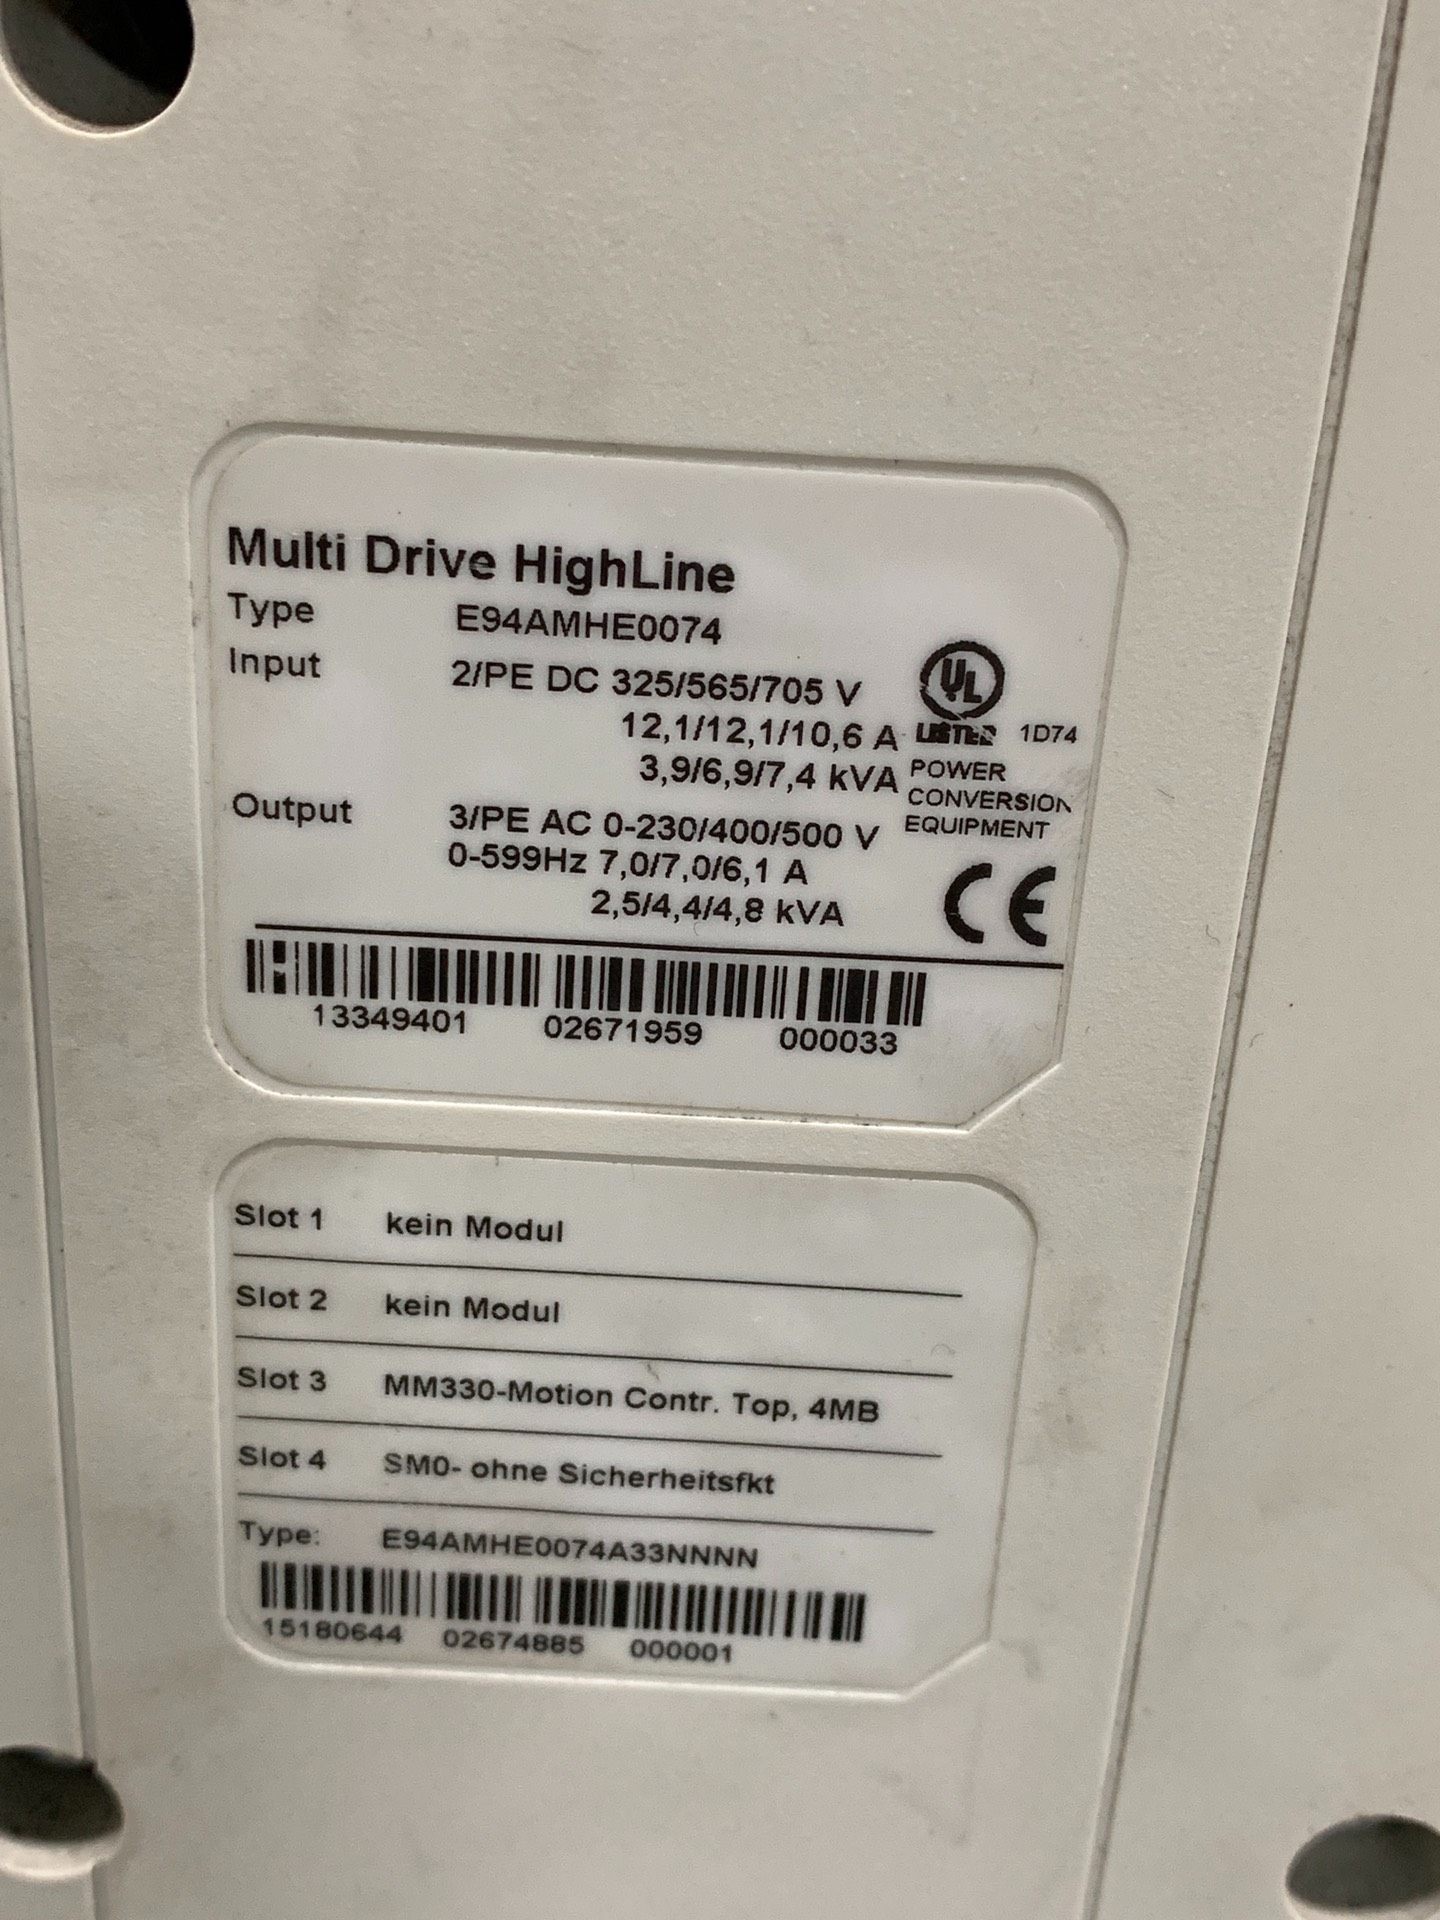 Multi Drive HighLine
Type E94AMHE0074
Input 2/PE DC 325/565/705 V
12,1/12,1/10,6 A
3,9/6,9/7,4 kVA
UL
LISTED 1D74
POWER
CONVERSION
EQUIPMENT
Output 3/PE AC 0-230/400/500 V
0-599Hz 7,0/7,0/6,1 A
2,5/4,4/4,8 kVA
CE
13349401 02671959 000033
Slot 1 kein Modul
Slot 2 kein Modul
Slot 3 MM330-Motion Contr. Top, 4MB
Slot 4 SM0- ohne Sicherheitsfkt
Type: E94AMHE0074A33NNNN
15180644 02674885 000001